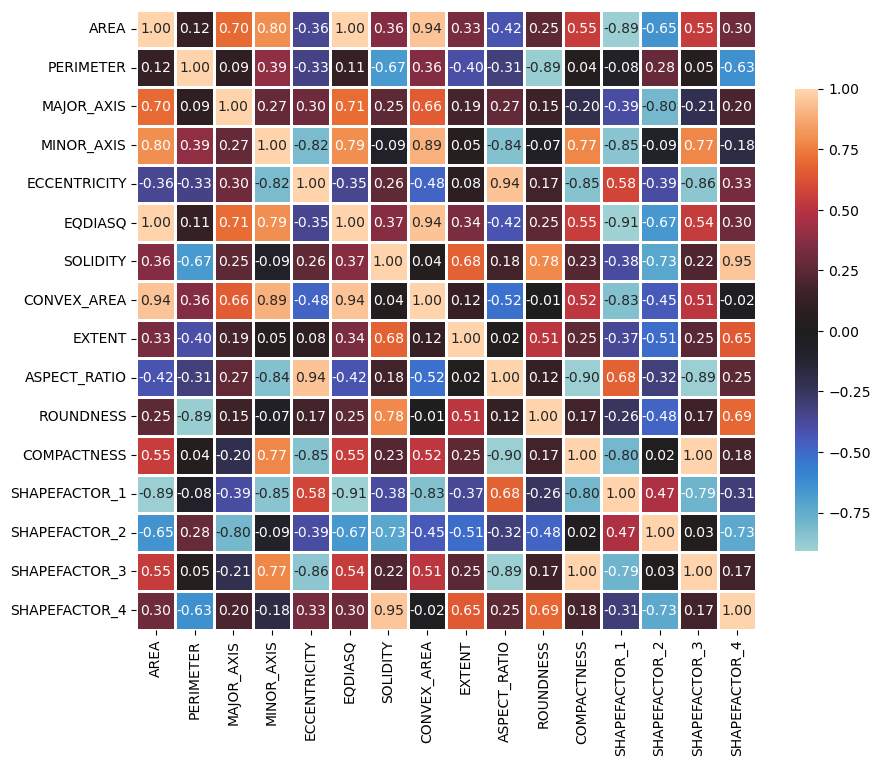 AREA 1.00 0.12 0.70 0.80 -0.36 1.00 0.36 0.94 0.33 -0.42 0.25 0.55 -0.89 -0.65 0.55 0.30
PERIMETER 0.12 1.00 0.09 0.39 -0.33 0.11 -0.67 0.36 -0.40 -0.31 -0.89 0.04 -0.08 0.28 0.05 -0.63
1.00
MAJOR_AXIS 0.70 0.09 1.00 0.27 0.30 0.71 0.25 0.66 0.19 0.27 0.15 -0.20 -0.39 -0.80 -0.21 0.20
MINOR_AXIS 0.80 0.39 0.27 1.00 -0.82 0.79 -0.09 0.89 0.05 -0.84 -0.07 0.77 -0.85 -0.09 0.77 -0.18
0.75
ECCENTRICITY -0.36 -0.33 0.30 -0.82 1.00 -0.35 0.26 -0.48 0.08 0.94 0.17 -0.85 0.58 -0.39 -0.86 0.33
0.50
EQDIASQ 1.00 0.11 0.71 0.79 -0.35 1.00 0.37 0.94 0.34 -0.42 0.25 0.55 -0.91 -0.67 0.54 0.30
SOLIDITY 0.36 -0.67 0.25 -0.09 0.26 0.37 1.00 0.04 0.68 0.18 0.78 0.23 -0.38 -0.73 0.22 0.95
0.25
CONVEX_AREA 0.94 0.36 0.66 0.89 -0.48 0.94 0.04 1.00 0.12 -0.52 -0.01 0.52 -0.83 -0.45 0.51 -0.02
0.00
EXTENT 0.33 -0.40 0.19 0.05 0.08 0.34 0.68 0.12 1.00 0.02 0.51 0.25 -0.37 -0.51 0.25 0.65
ASPECT_RATIO -0.42 -0.31 0.27 -0.84 0.94 -0.42 0.18 -0.52 0.02 1.00 0.12 -0.90 0.68 -0.32 -0.89 0.25
−0.25
ROUNDNESS 0.25 -0.89 0.15 -0.07 0.17 0.25 0.78 -0.01 0.51 0.12 1.00 0.17 -0.26 -0.48 0.17 0.69
−0.50
COMPACTNESS 0.55 0.04 -0.20 0.77 -0.85 0.55 0.23 0.52 0.25 -0.90 0.17 1.00 -0.80 0.02 1.00 0.18
SHAPEFACTOR_1 -0.89 -0.08 -0.39 -0.85 0.58 -0.91 -0.38 -0.83 -0.37 0.68 -0.26 -0.80 1.00 0.47 -0.79 -0.31
−0.75
SHAPEFACTOR_2 -0.65 0.28 -0.80 -0.09 -0.39 -0.67 -0.73 -0.45 -0.51 -0.32 -0.48 0.02 0.47 1.00 0.03 -0.73
SHAPEFACTOR_3 0.55 0.05 -0.21 0.77 -0.86 0.54 0.22 0.51 0.25 -0.89 0.17 1.00 -0.79 0.03 1.00 0.17
SHAPEFACTOR_4 0.30 -0.63 0.20 -0.18 0.33 0.30 0.95 -0.02 0.65 0.25 0.69 0.18 -0.31 -0.73 0.17 1.00
AREA
PERIMETER
MAJOR_AXIS
MINOR_AXIS
ECCENTRICITY
EQDIASQ
SOLIDITY
CONVEX_AREA
EXTENT
ASPECT_RATIO
ROUNDNESS
COMPACTNESS
SHAPEFACTOR_1
SHAPEFACTOR_2
SHAPEFACTOR_3
SHAPEFACTOR_4